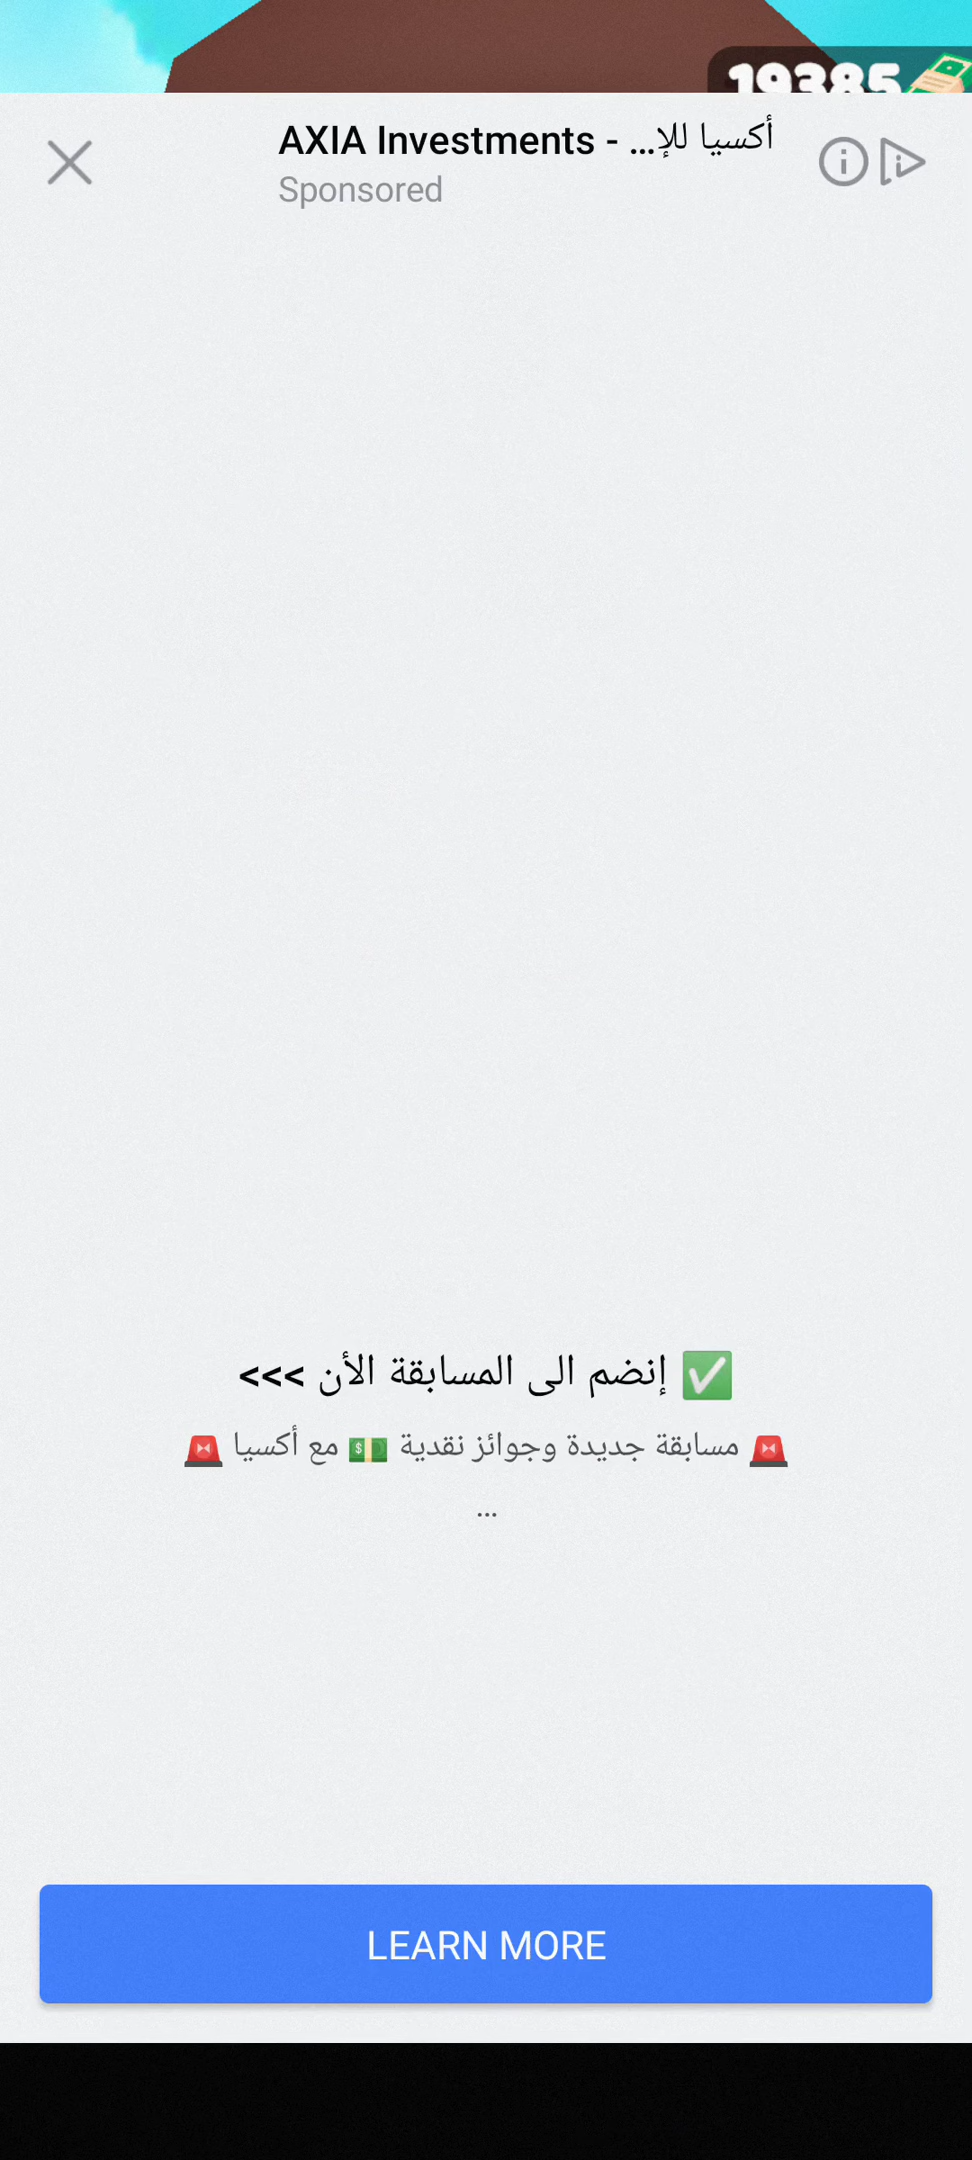 19385
AXIA Investments - أكسيا للإ...
Sponsored
✅ إنضم الى المسابقة الأن >>>
🚨 مسابقة جديدة وجوائز نقدية 💵 مع أكسيا 🚨
...
LEARN MORE